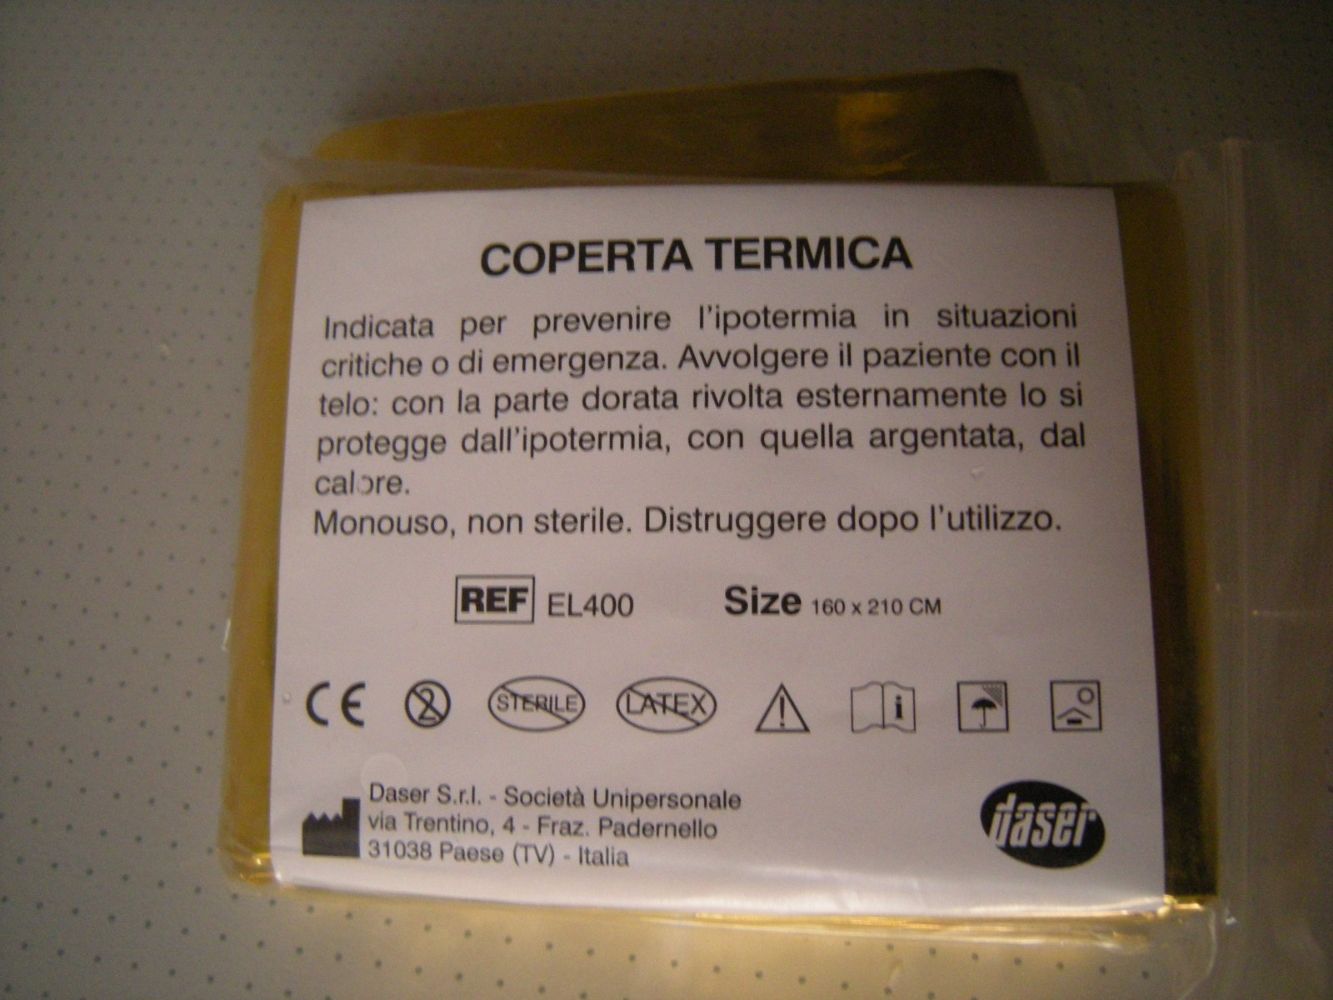 COPERTA TERMICA
Indicata per prevenire l'ipotermia in situazioni
critiche o di emergenza. Avvolgere il paziente con il
telo: con la parte dorata rivolta esternamente lo si
protegge dall'ipotermia, con quella argentata, dal
calore.
Monouso, non sterile. Distruggere dopo l'utilizzo.
REF EL400 Size 160 x 210 CM
CE 2 STERILE LATEX ! i
Daser S.r.l. - Società Unipersonale
via Trentino, 4 - Fraz. Padernello
31038 Paese (TV) - Italia
daser